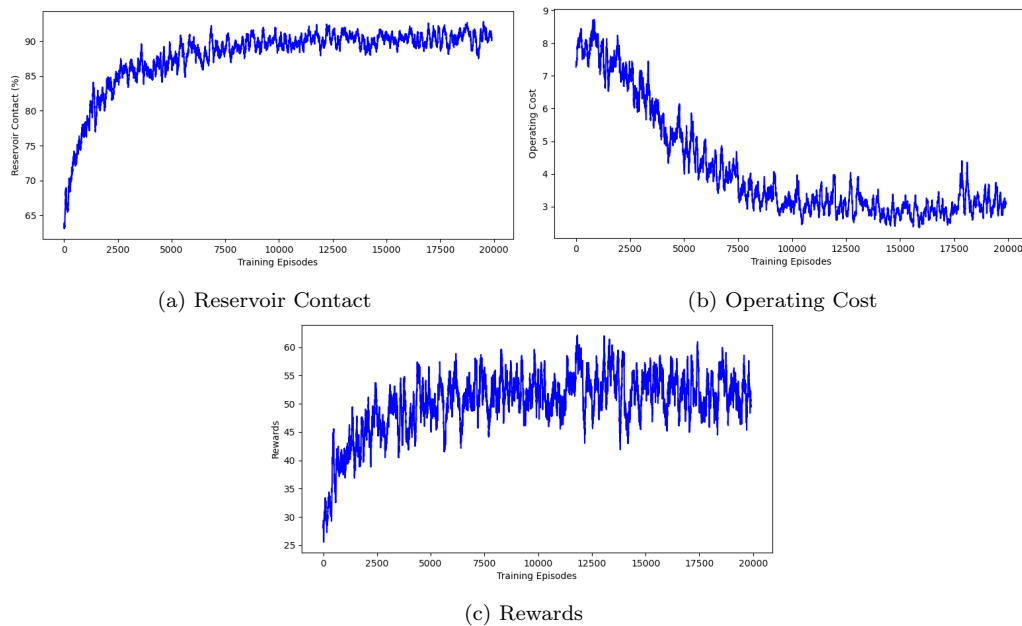 90
85
80
75
70
65
Reservoir Contact (%)
0 2500 5000 7500 10000 12500 15000 17500 20000
Training Episodes
(a) Reservoir Contact
9
8
7
6
5
4
3
Operating Cost
0 2500 5000 7500 10000 12500 15000 17500 20000
Training Episodes
(b) Operating Cost
60
55
50
45
40
35
30
25
Rewards
0 2500 5000 7500 10000 12500 15000 17500 20000
Training Episodes
(c) Rewards